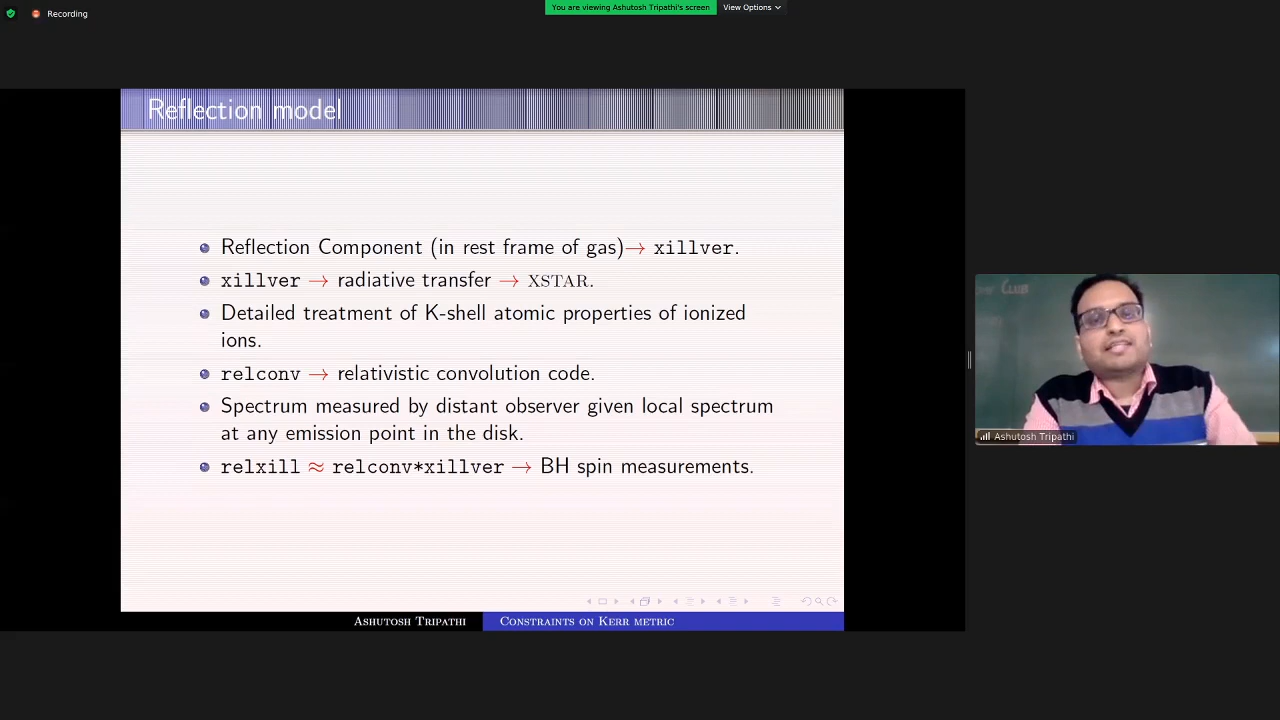 Recording
You are viewing Ashutosh Tripathi's screen
View Options
Reflection model
Reflection Component (in rest frame of gas)→ xillver.
xillver → radiative transfer → XSTAR.
Detailed treatment of K-shell atomic properties of ionized
ions.
relconv → relativistic convolution code.
Spectrum measured by distant observer given local spectrum
at any emission point in the disk.
relxill ≈ relconv*xillver → BH spin measurements.
Ashutosh Tripathi
Constraints on Kerr metric
Club
Ashutosh Tripathi